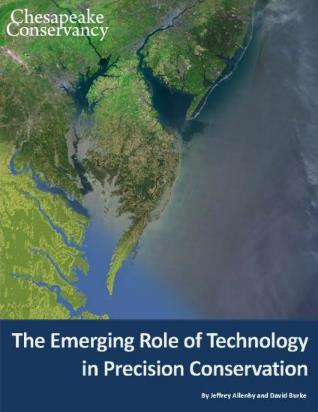 Chesapeake
Conservancy
The Emerging Role of Technology
in Precision Conservation
By Jeffrey Allenby and David Burke